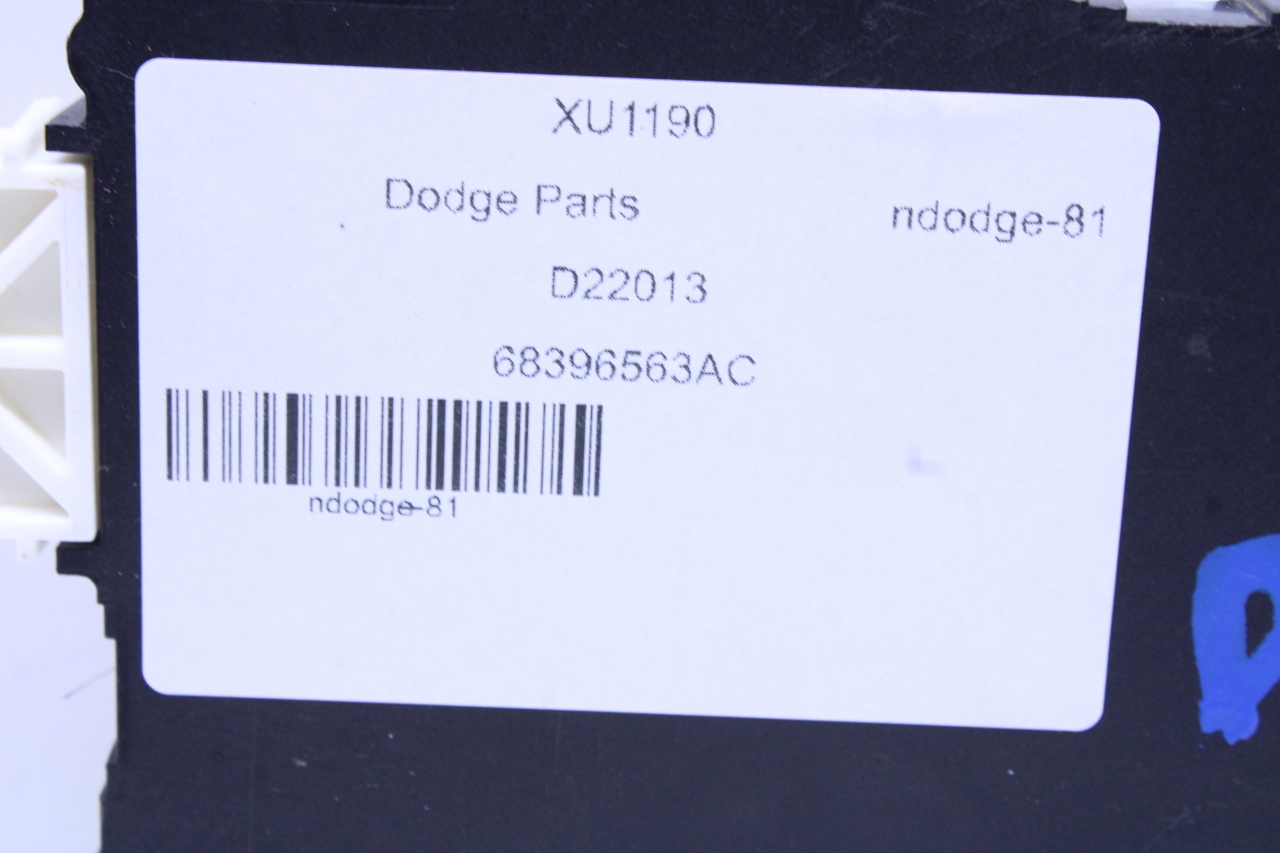 XU1190
Dodge Parts ndodge-81
D22013
68396563AC
ndodge-81